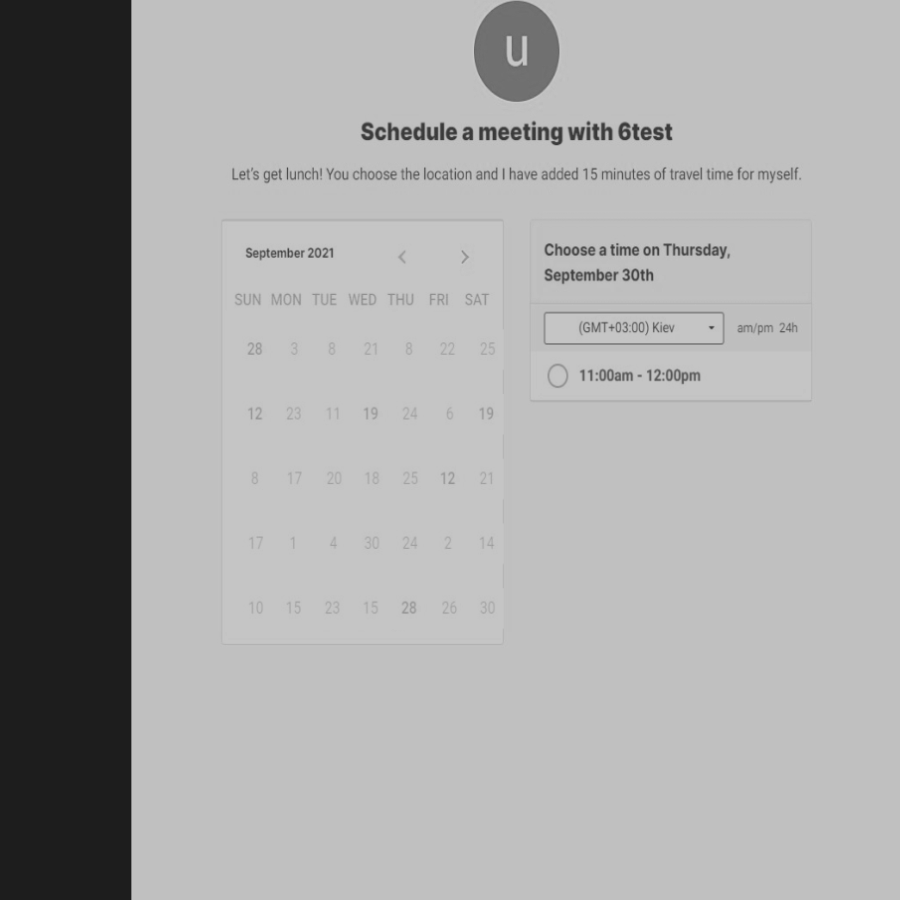 u
Schedule a meeting with 6test
Let's get lunch! You choose the location and I have added 15 minutes of travel time for myself.
September 2021
SUN MON TUE WED THU FRI SAT
28 3 8 21 8 22 25
12 23 11 19 24 6 19
8 17 20 18 25 12 21
17 1 4 30 24 2 14
10 15 23 15 28 26 30
Choose a time on Thursday,
September 30th
(GMT+03:00) Kiev am/pm 24h
11:00am - 12:00pm